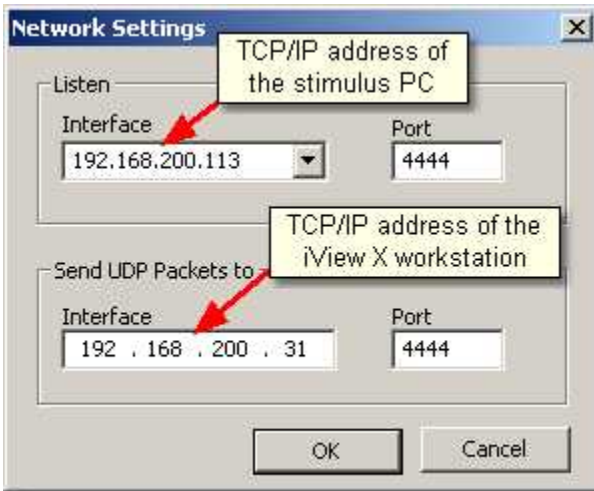 Network Settings
TCP/IP address of
the stimulus PC
Listen
Interface
Port
192.168.200.113
4444
TCP/IP address of the
iView X workstation
Send UDP Packets to
Interface
Port
192 . 168 . 200 . 31
4444
OK
Cancel